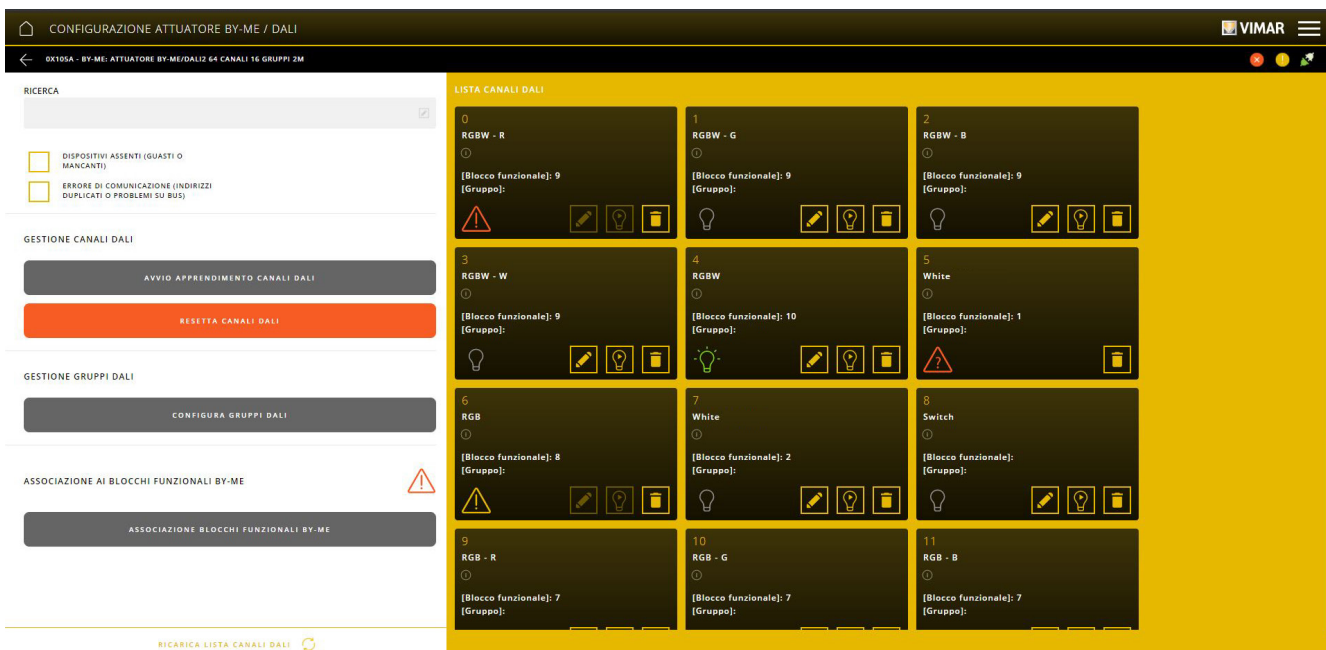 CONFIGURAZIONE ATTUATORE BY-ME / DALI
VIMAR
0X105A - BY-ME: ATTUATORE BY-ME/DALI2 64 CANALI 16 GRUPPI 2M
RICERCA
DISPOSITIVI ASSENTI (GUASTI O
MANCANTI)
ERRORE DI COMUNICAZIONE (INDIRIZZI
DUPLICATI O PROBLEMI SU BUS)
GESTIONE CANALI DALI
AVVIO APPRENDIMENTO CANALI DALI
RESETTA CANALI DALI
GESTIONE GRUPPI DALI
CONFIGURA GRUPPI DALI
ASSOCIAZIONE AI BLOCCHI FUNZIONALI BY-ME
ASSOCIAZIONE BLOCCHI FUNZIONALI BY-ME
RICARICA LISTA CANALI DALI
LISTA CANALI DALI
0
RGBW - R
[Blocco funzionale]: 9
[Gruppo]:
1
RGBW - G
[Blocco funzionale]: 9
[Gruppo]:
2
RGBW - B
[Blocco funzionale]: 9
[Gruppo]:
3
RGBW - W
[Blocco funzionale]: 9
[Gruppo]:
4
RGBW
[Blocco funzionale]: 10
[Gruppo]:
5
White
[Blocco funzionale]: 1
[Gruppo]:
6
RGB
[Blocco funzionale]: 8
[Gruppo]:
7
White
[Blocco funzionale]: 2
[Gruppo]:
8
Switch
[Blocco funzionale]:
[Gruppo]:
9
RGB - R
[Blocco funzionale]: 7
[Gruppo]:
10
RGB - G
[Blocco funzionale]: 7
[Gruppo]:
11
RGB - B
[Blocco funzionale]: 7
[Gruppo]: